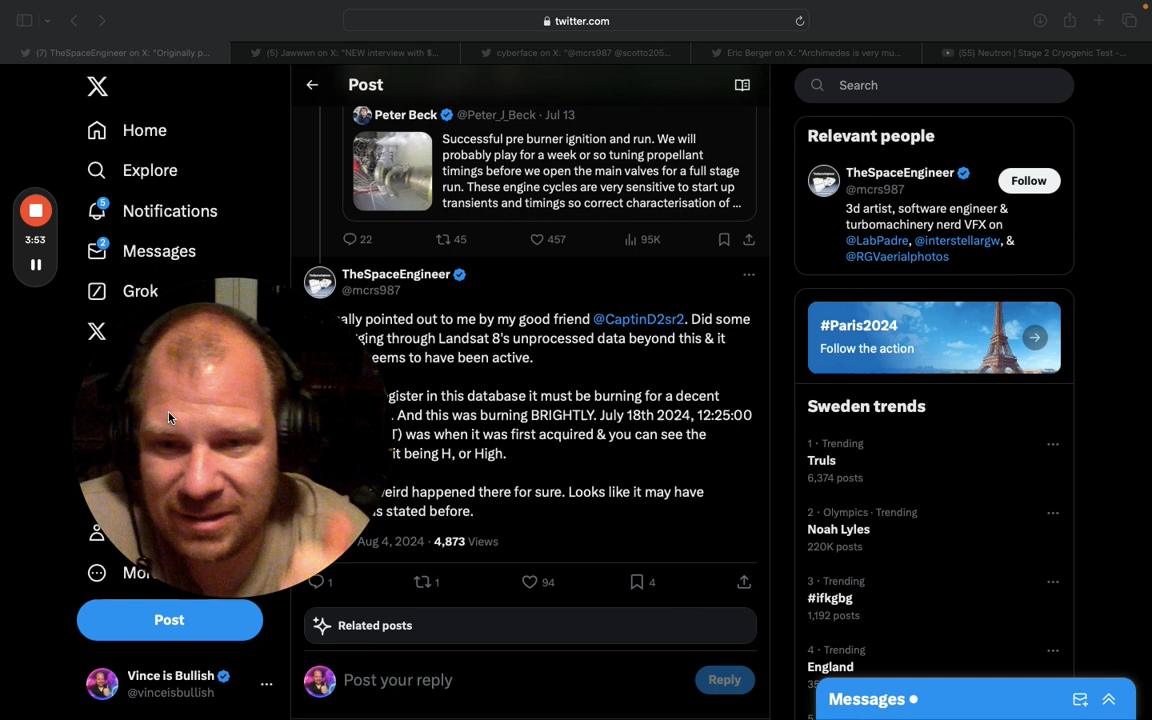 twitter.com
(7) TheSpaceEngineer on X: "Originally p...
(5) Jawwwn on X: "NEW interview with $...
cyberface on X: "@mcrs987 @scotto205...
Eric Berger on X: "Archimedes is very mu...
(55) Neutron | Stage 2 Cryogenic Test -...
Home
Explore
5
Notifications
2
Messages
Grok
Post
Vince is Bullish
@vinceisbullish
3:53
Post
Peter Beck @Peter_J_Beck · Jul 13
Successful pre burner ignition and run. We will
probably play for a week or so tuning propellant
timings before we open the main valves for a full stage
run. These engine cycles are very sensitive to start up
transients and timings so correct characterisation of ...
22
45
457
95K
TheSpaceEngineer
@mcrs987
ally pointed out to me by my good friend @CaptinD2sr2. Did some
ging through Landsat 8's unprocessed data beyond this & it
eems to have been active.
gister in this database it must be burning for a decent
. And this was burning BRIGHTLY. July 18th 2024, 12:25:00
T) was when it was first acquired & you can see the
it being H, or High.
eird happened there for sure. Looks like it may have
s stated before.
Aug 4, 2024 · 4,873 Views
1
1
94
4
Related posts
Post your reply
Reply
Search
Relevant people
TheSpaceEngineer
@mcrs987
Follow
3d artist, software engineer &
turbomachinery nerd VFX on
@LabPadre, @interstellargw, &
@RGVaerialphotos
#Paris2024
Follow the action
Sweden trends
1 · Trending
Truls
6,374 posts
2 · Olympics · Trending
Noah Lyles
220K posts
3 · Trending
#ifkgbg
1,192 posts
4 · Trending
England
Messages